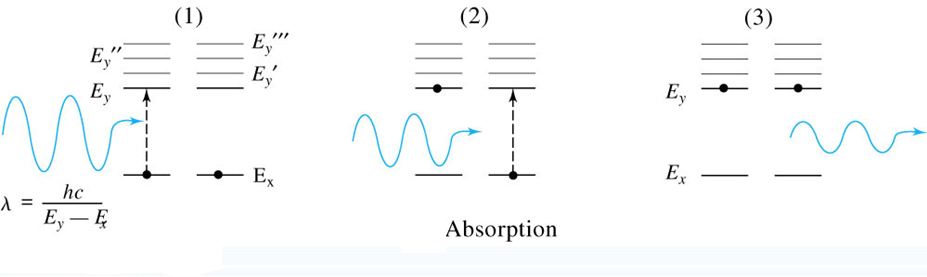 (1)
(2)
(3)
E_y''
E_y'''
E_y'
E_y
E_x
λ = hc / (E_y — E_x)
E_y
E_x
Absorption